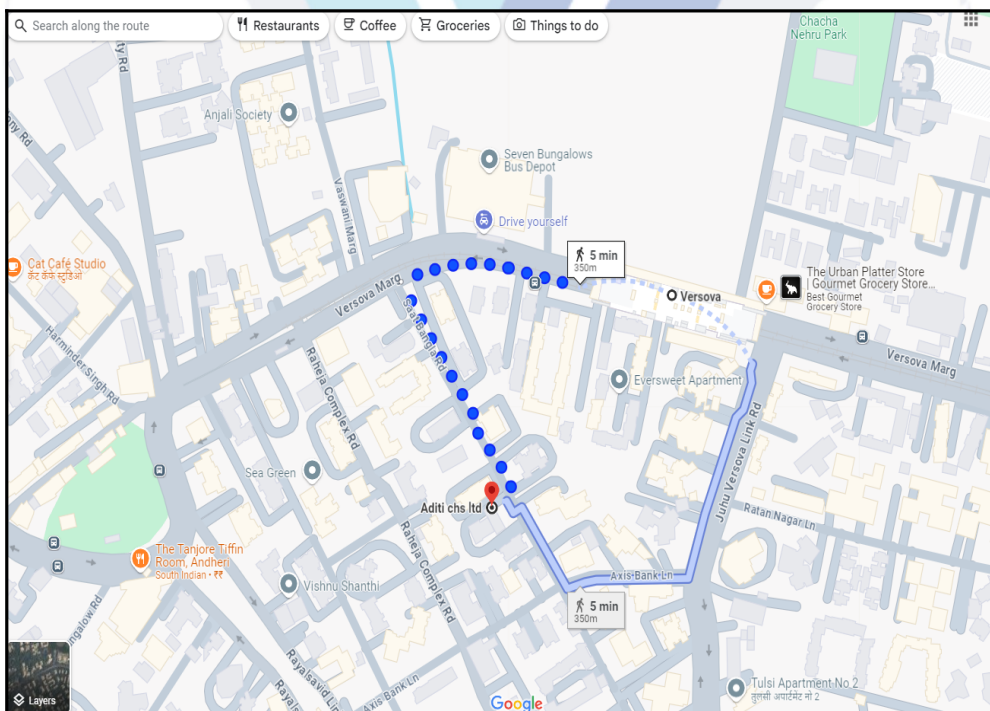 Search along the route
Restaurants
Coffee
Groceries
Things to do
Chacha
Nehru Park
Anjali Society
Vaswani Marg
Seven Bungalows
Bus Depot
Drive yourself
Cat Café Studio
कॅट कॅफे स्टुडिओ
Versova Marg
5 min
350m
Versova
The Urban Platter Store
| Gourmet Grocery Store...
Best Gourmet
Grocery Store
Versova Marg
Harminder Singh Rd
Raheja Complex Rd
Eversweet Apartment
Juhu Versova Link Rd
Sea Green
Aditi chs ltd
Ratan Nagar Ln
The Tanjore Tiffin
Room, Andheri
South Indian • ₹₹
Raheja Complex Rd
Vishnu Shanthi
Axis Bank Ln
5 min
350m
Axis Bank Ln
Tulsi Apartment No 2
तुलसी अपार्टमेंट नो 2
Layers
Google